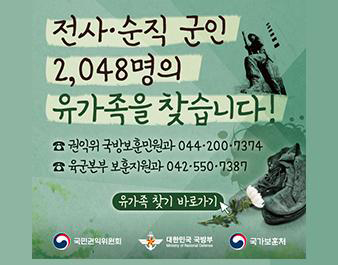 전사·순직 군인
2,048명의
유가족을 찾습니다!
☎ 권익위 국방보훈민원과 044·200·7374
☎ 육군본부 보훈지원과 042·550·7387
유가족 찾기 바로가기
국민권익위원회 대한민국 국방부 국가보훈처
Ministry of National Defense